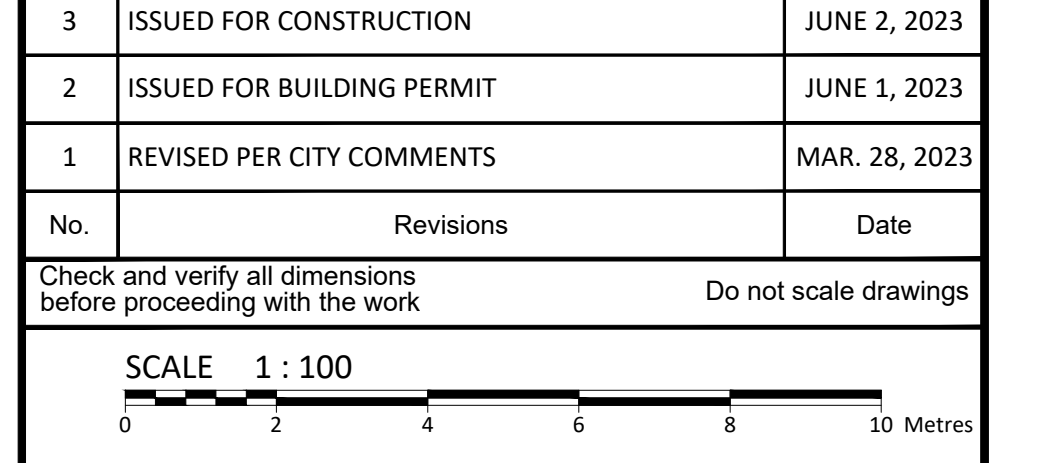 3 ISSUED FOR CONSTRUCTION JUNE 2, 2023
2 ISSUED FOR BUILDING PERMIT JUNE 1, 2023
1 REVISED PER CITY COMMENTS MAR. 28, 2023
No. Revisions Date
Check and verify all dimensions
before proceeding with the work
Do not scale drawings
SCALE 1 : 100
0 2 4 6 8 10 Metres